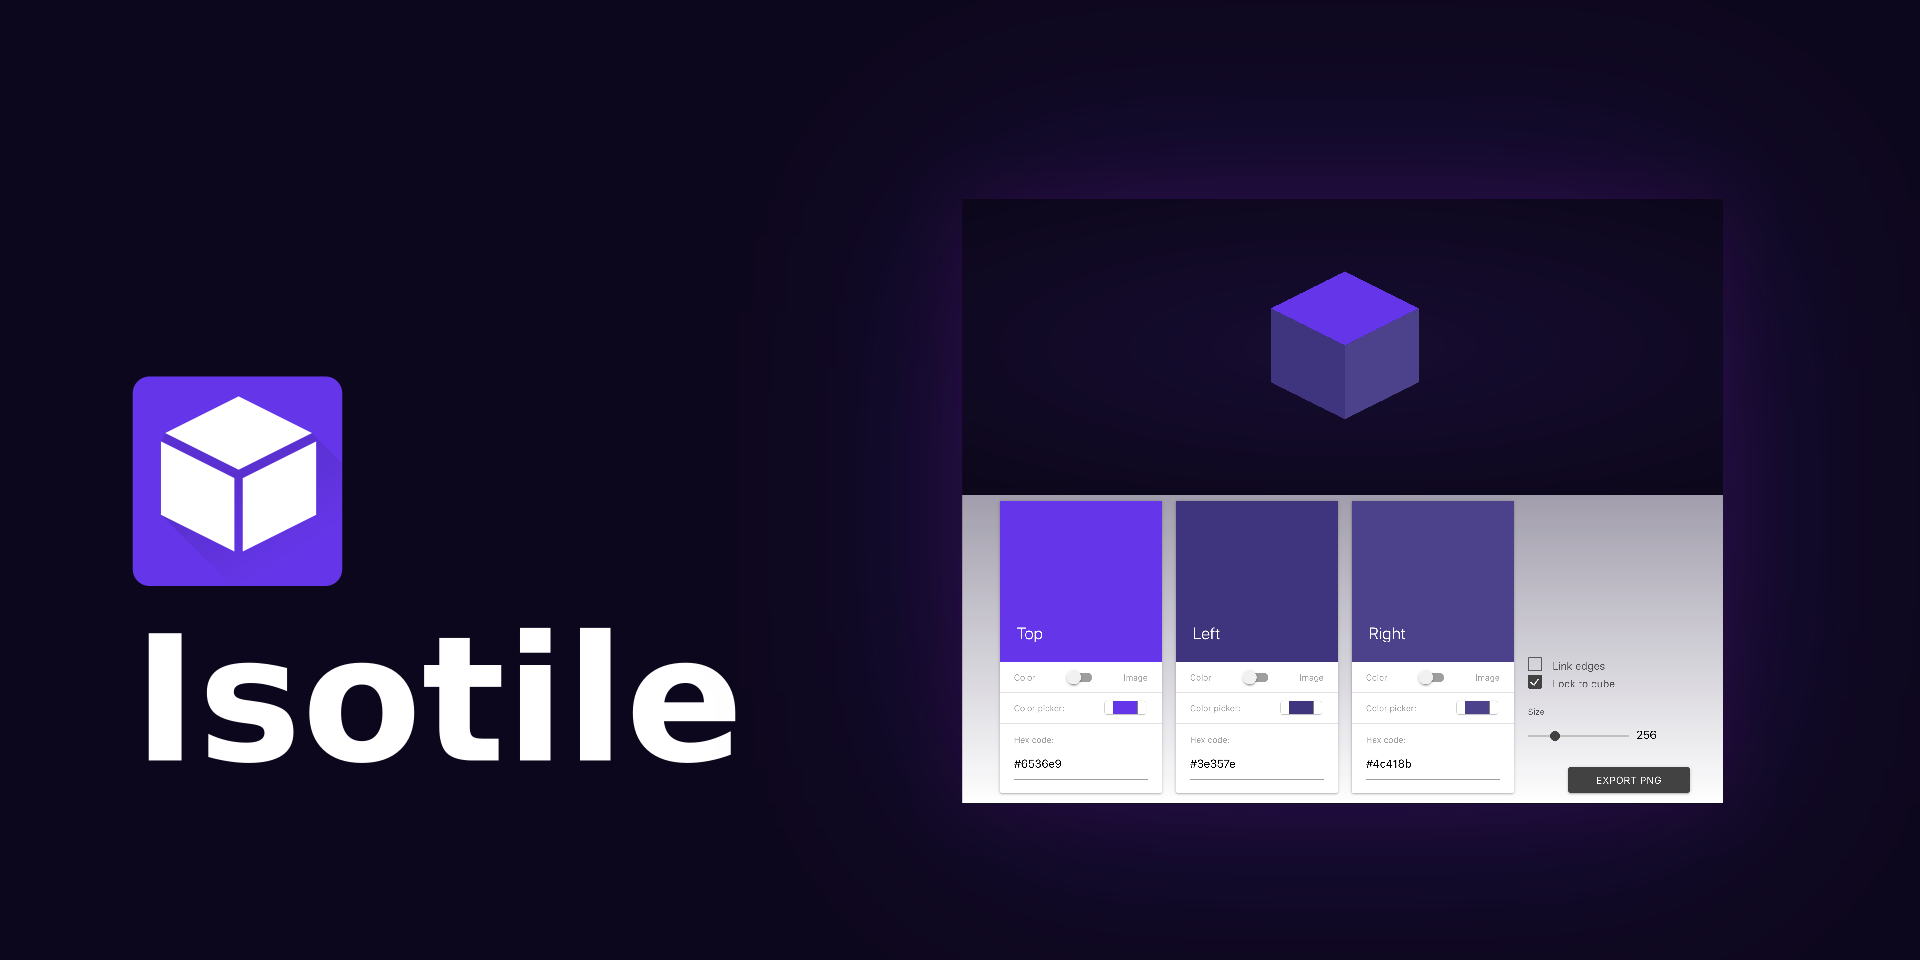 Isotile
Top
Color Image
Color picker:
Hex code:
#6536e9
Left
Color Image
Color picker:
Hex code:
#3e357e
Right
Color Image
Color picker:
Hex code:
#4c418b
Link edges
Lock to cube
Size
256
EXPORT PNG